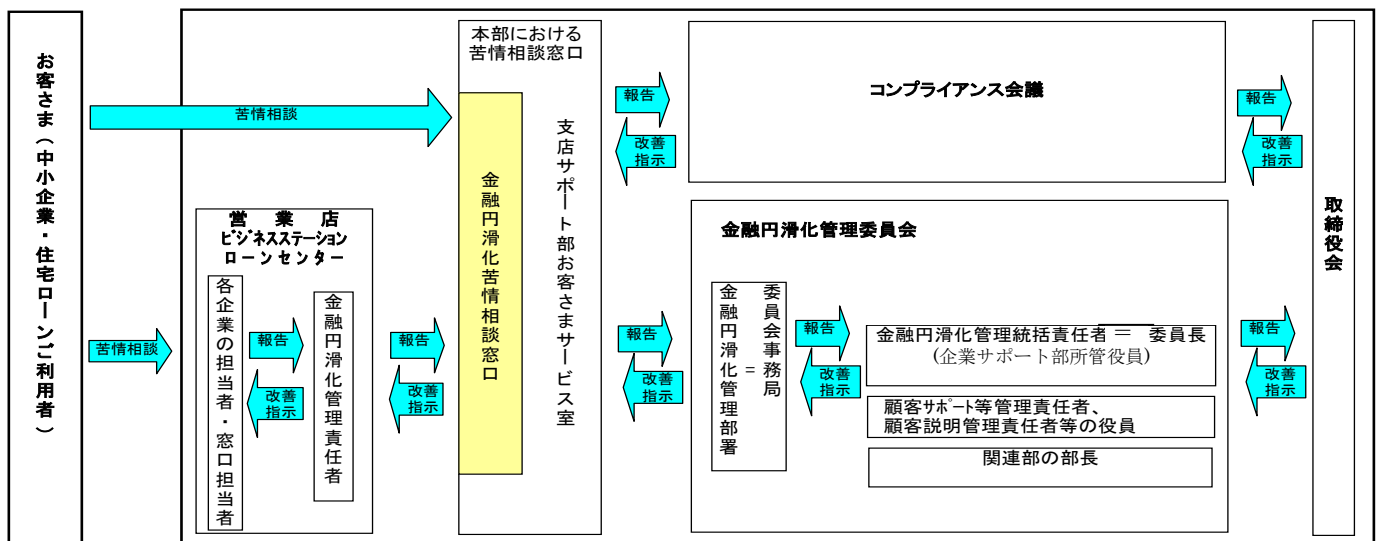 お客さま(中小企業・住宅ローンご利用者)
苦情相談
苦情相談
営業店
ビジネスステーション
ローンセンター
各企業の担当者・窓口担当者
報告
改善
指示
金融円滑化管理責任者
報告
改善
指示
本部における
苦情相談窓口
金融円滑化苦情相談窓口
支店サポート部お客さまサービス室
報告
改善
指示
コンプライアンス会議
報告
改善
指示
報告
改善
指示
金融円滑化管理委員会
委員会事務局
=
金融円滑化管理部署
報告
改善
指示
金融円滑化管理統括責任者 = 委員長
(企業サポート部所管役員)
顧客サポート等管理責任者、
顧客説明管理責任者等の役員
関連部の部長
報告
改善
指示
取締役会